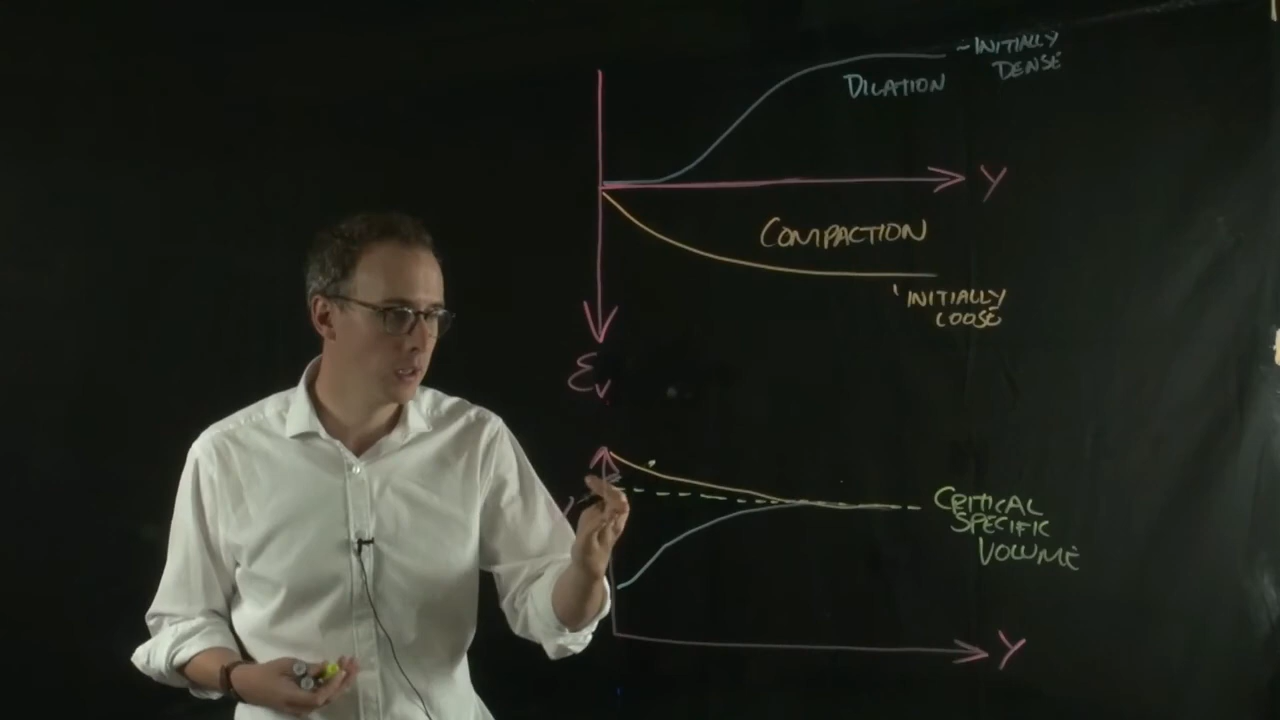 - INITIALLY
DENSE
DILATION
γ
COMPACTION
INITIALLY
LOOSE
εv
CRITICAL
SPECIFIC
VOLUME
γ